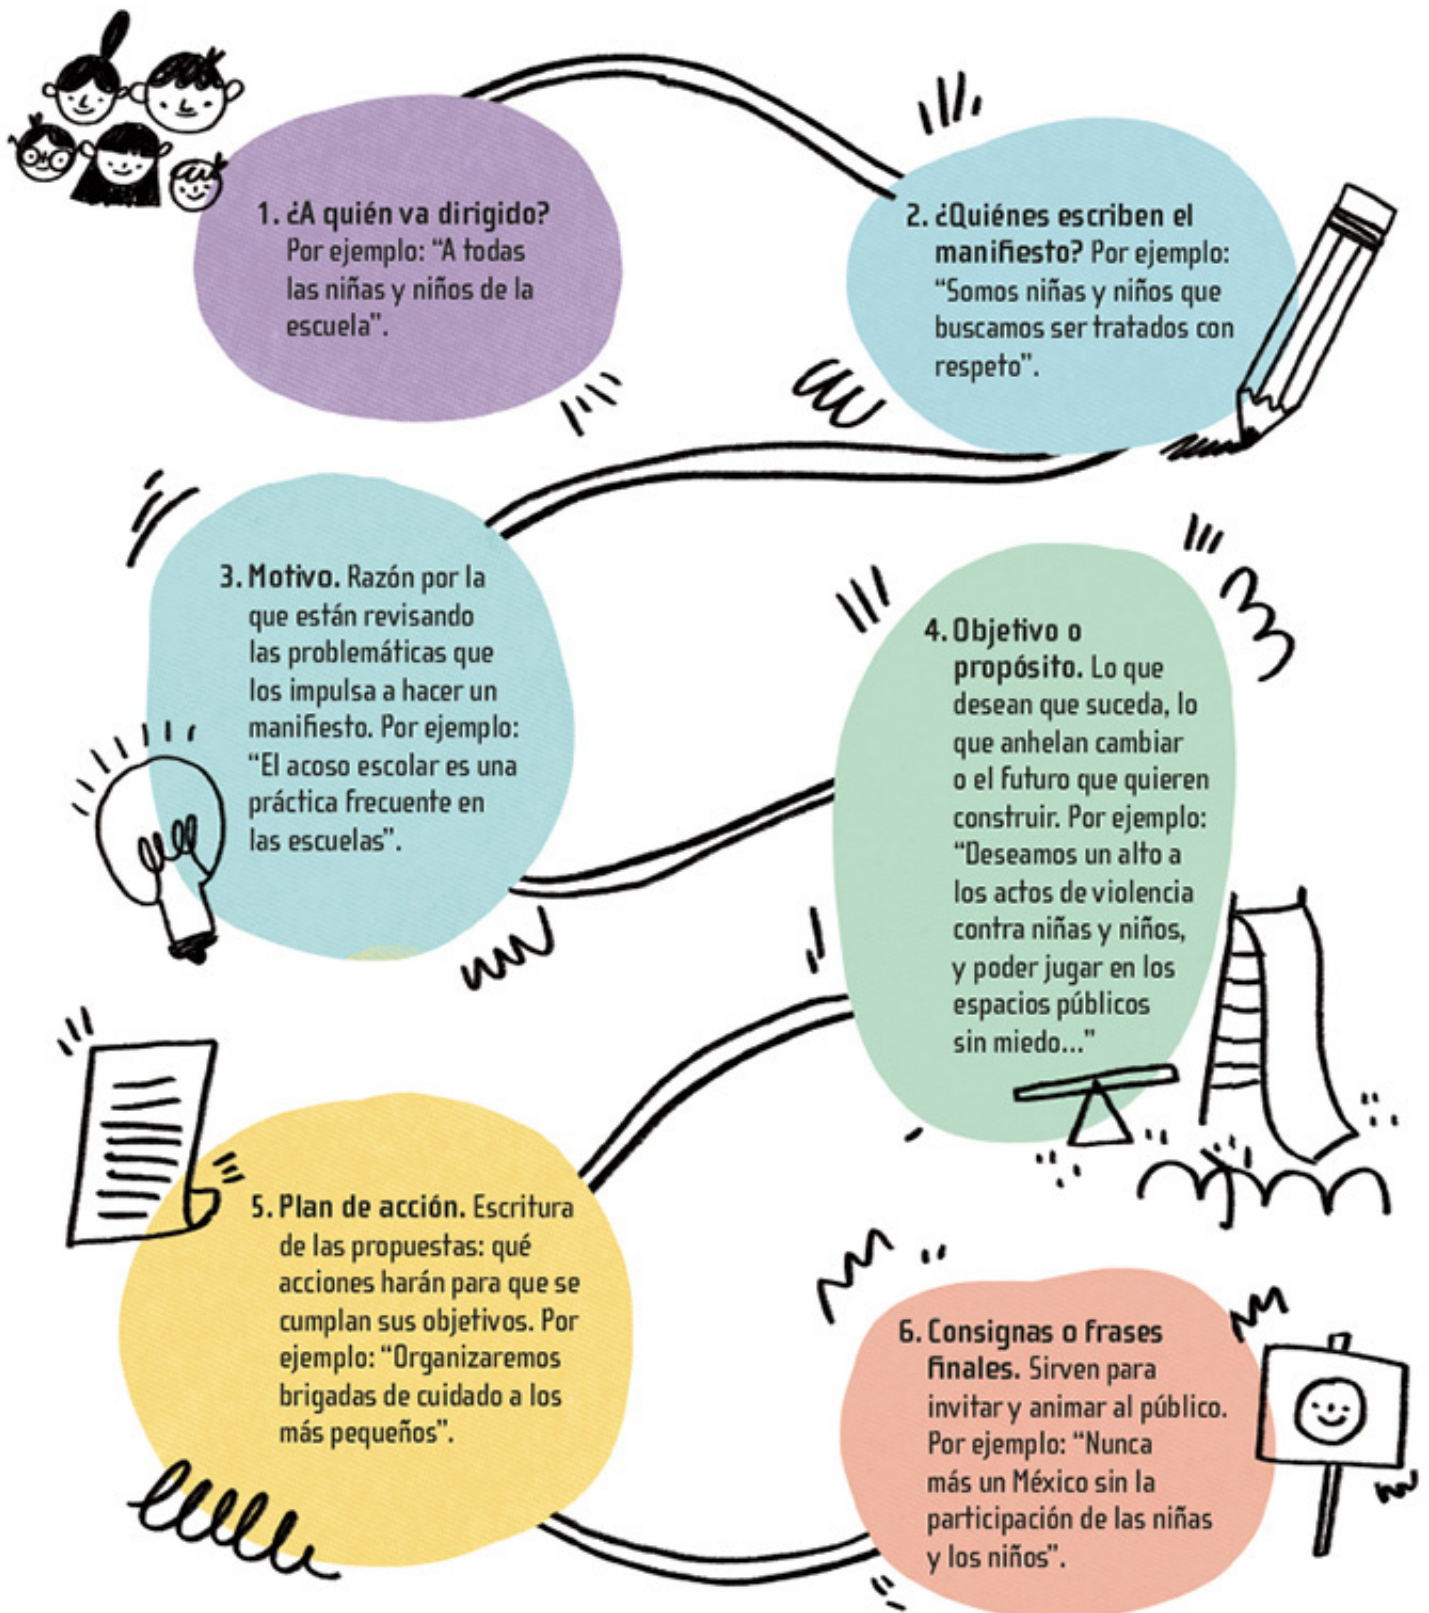 1. ¿A quién va dirigido?
Por ejemplo: “A todas
las niñas y niños de la
escuela”.
2. ¿Quiénes escriben el
manifiesto? Por ejemplo:
“Somos niñas y niños que
buscamos ser tratados con
respeto”.
3. Motivo. Razón por la
que están revisando
las problemáticas que
los impulsa a hacer un
manifiesto. Por ejemplo:
“El acoso escolar es una
práctica frecuente en
las escuelas”.
4. Objetivo o
propósito. Lo que
desean que suceda, lo
que anhelan cambiar
o el futuro que quieren
construir. Por ejemplo:
“Deseamos un alto a
los actos de violencia
contra niñas y niños,
y poder jugar en los
espacios públicos
sin miedo...”
5. Plan de acción. Escritura
de las propuestas: qué
acciones harán para que se
cumplan sus objetivos. Por
ejemplo: “Organizaremos
brigadas de cuidado a los
más pequeños”.
6. Consignas o frases
finales. Sirven para
invitar y animar al público.
Por ejemplo: “Nunca
más un México sin la
participación de las niñas
y los niños”.